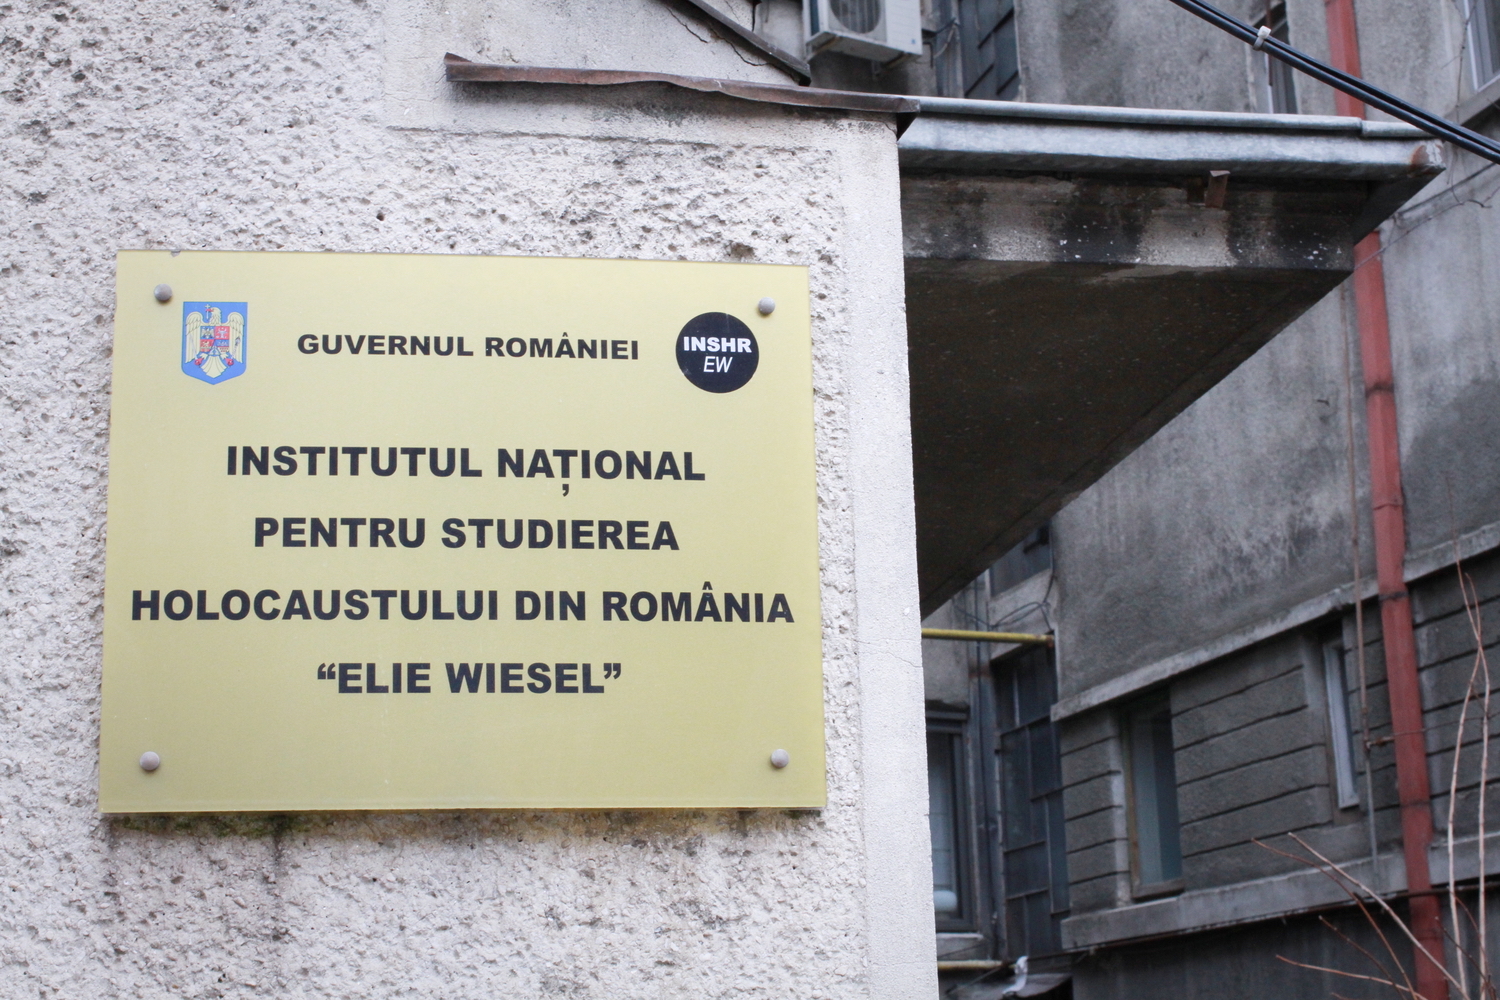 GUVERNUL ROMÂNIEI
INSHR
EW
INSTITUTUL NAȚIONAL
PENTRU STUDIEREA
HOLOCAUSTULUI DIN ROMÂNIA
“ELIE WIESEL”